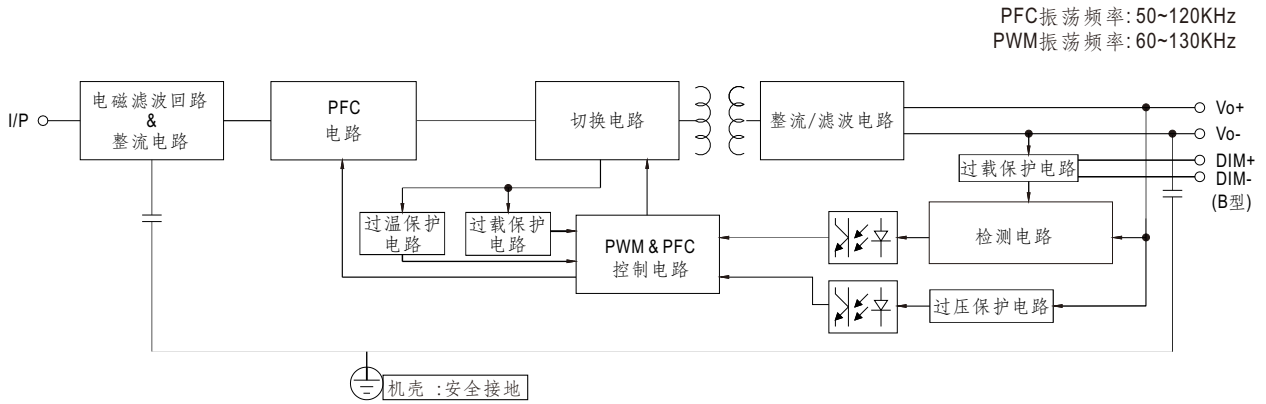 PFC振荡频率: 50~120KHz
PWM振荡频率: 60~130KHz
I/P
电磁滤波回路
&
整流电路
PFC
电路
切换电路
整流/滤波电路
Vo+
Vo-
DIM+
DIM-
(B型)
过载保护电路
过温保护
电路
过载保护
电路
PWM & PFC
控制电路
检测电路
过压保护电路
机壳 :安全接地